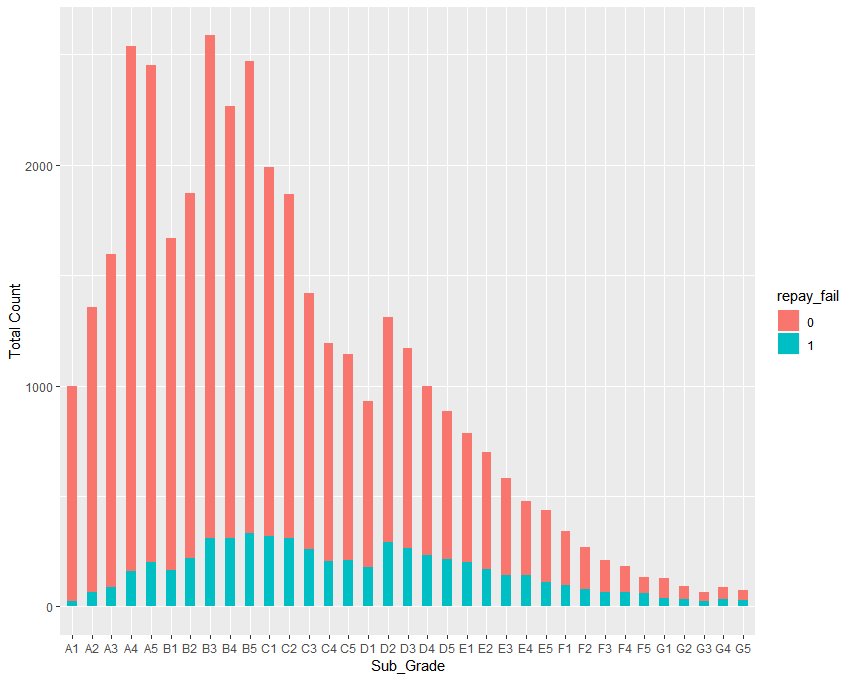 2000
1000
0
Total Count
A1 A2 A3 A4 A5 B1 B2 B3 B4 B5 C1 C2 C3 C4 C5 D1 D2 D3 D4 D5 E1 E2 E3 E4 E5 F1 F2 F3 F4 F5 G1 G2 G3 G4 G5
Sub_Grade
repay_fail
0
1